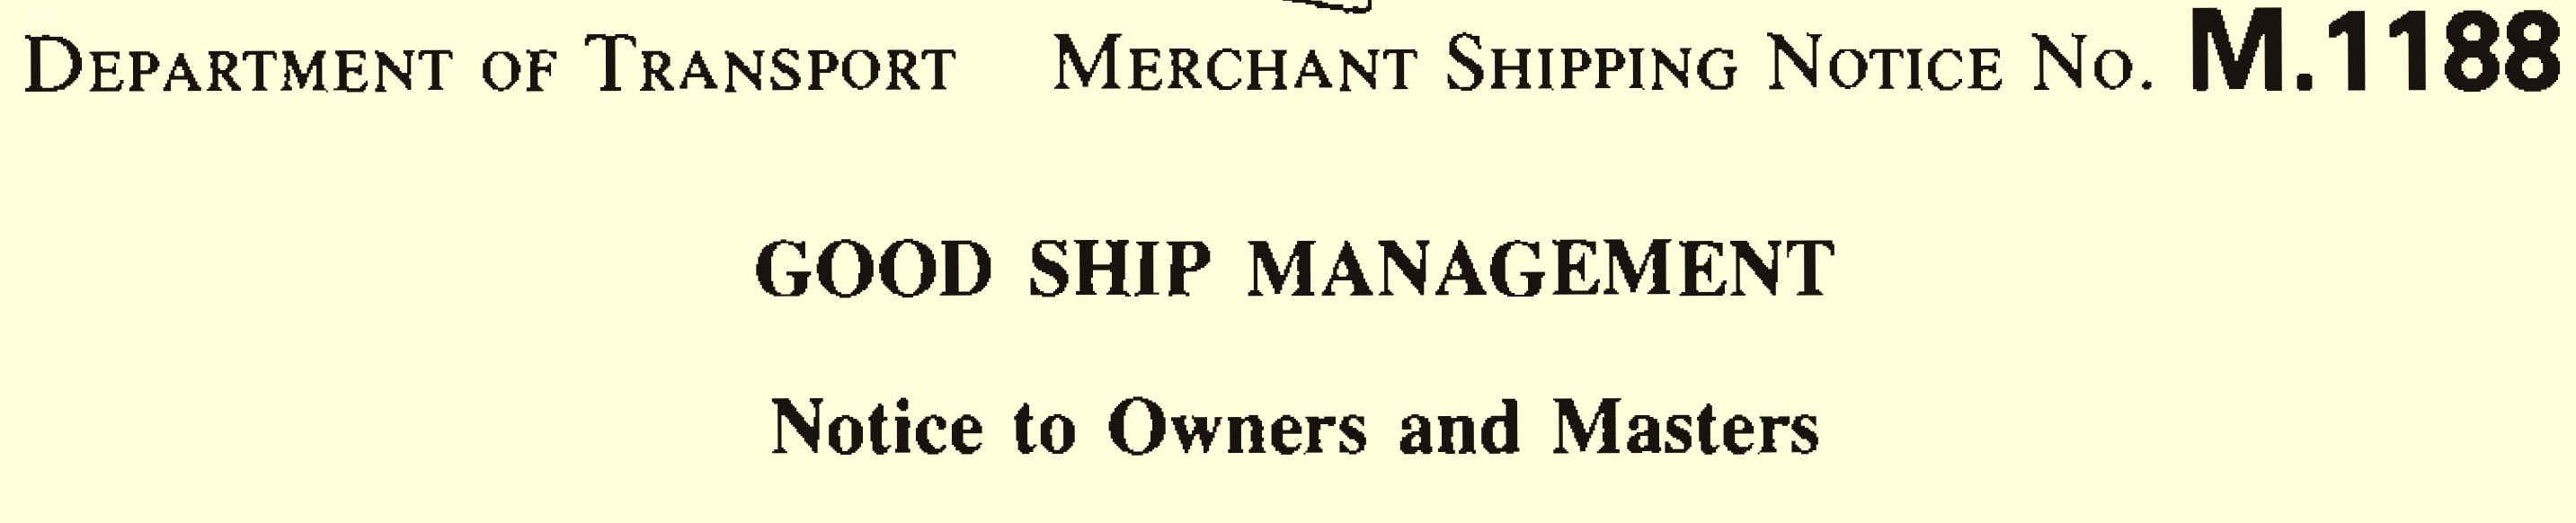 DEPARTMENT OF TRANSPORT MERCHANT SHIPPING NOTICE NO. M.1188
GOOD SHIP MANAGEMENT
Notice to Owners and Masters